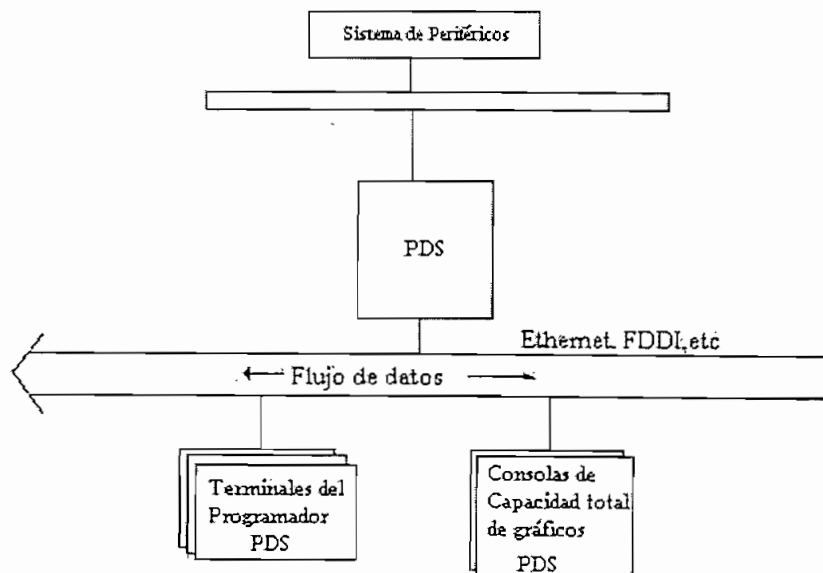 Sistema de Periféricos
PDS
Ethernet FDDI,etc
Flujo de datos
Terminales del
Programador
PDS
Consolas de
Capacidad total
de gráficos
PDS